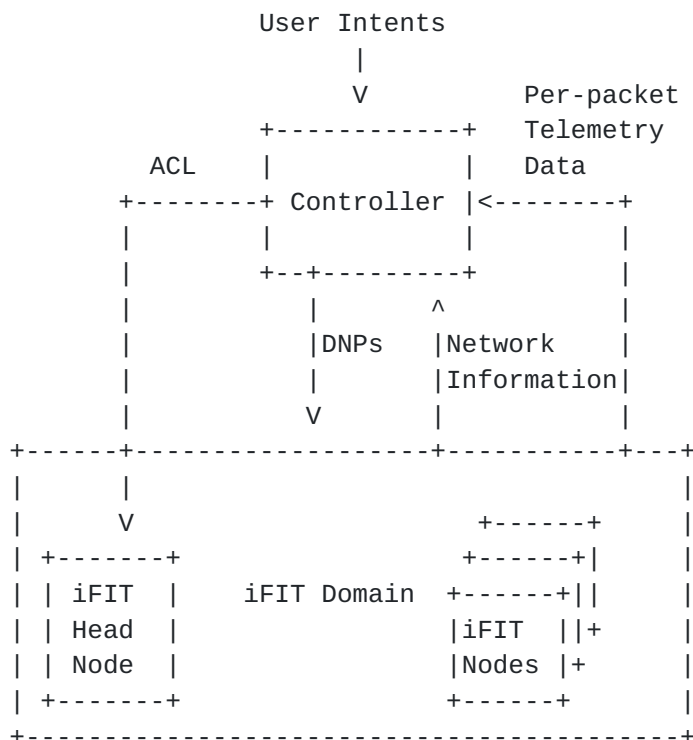 User Intents
|
V Per-packet
+------------+ Telemetry
ACL | | Data
+--------+ Controller |<--------+
| | | |
| +--+---------+ |
| | ^ |
| |DNPs |Network |
| | |Information|
| V | |
+------+-------------------+-----------+---+
| | |
| V +------+ |
| +-------+ +------+| |
| | iFIT | iFIT Domain +------+|| |
| | Head | |iFIT ||+ |
| | Node | |Nodes |+ |
| +-------+ +------+ |
+------------------------------------------+